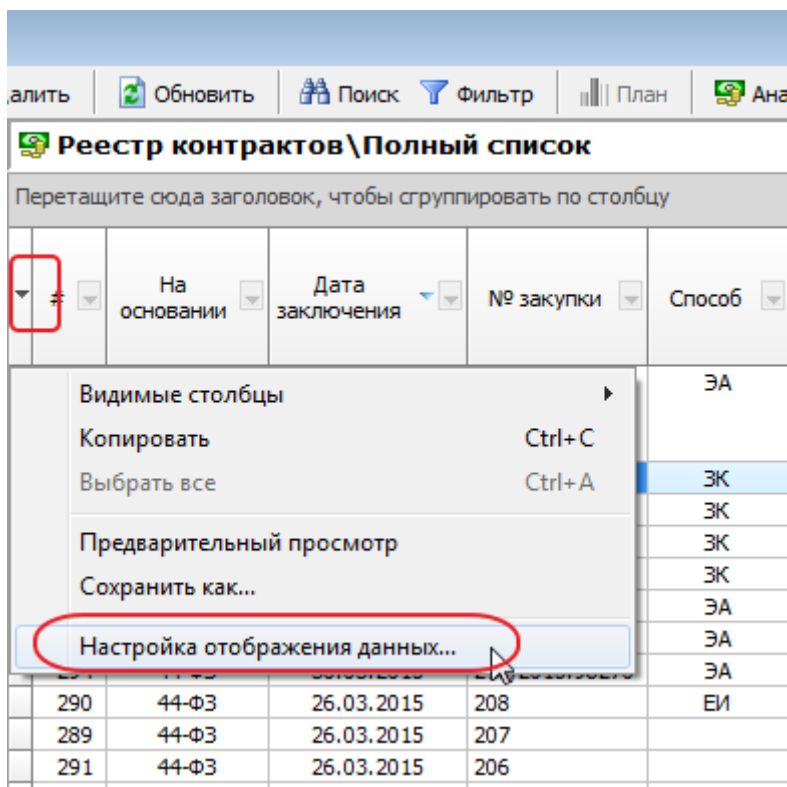 далить Обновить Поиск Фильтр План Ана
Реестр контрактов\Полный список
Перетащите сюда заголовок, чтобы сгруппировать по столбцу
# На основании Дата заключения № закупки Способ
Видимые столбцы
ЭА
Копировать Ctrl+C
Выбрать все Ctrl+A
ЗК
ЗК
Предварительный просмотр
ЗК
Сохранить как...
ЗК
ЭА
Настройка отображения данных...
ЭА
ЭА
290 44-ФЗ 26.03.2015 208 ЕИ
289 44-ФЗ 26.03.2015 207
291 44-ФЗ 26.03.2015 206